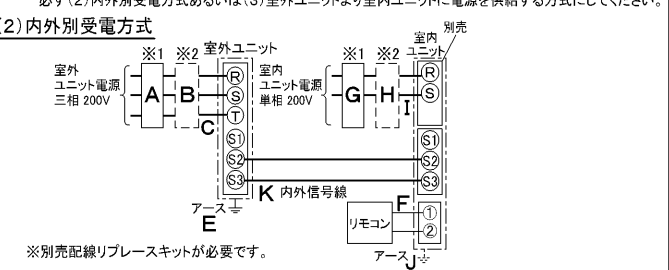 必ず(2)内外別受電方式あるいは(3)室外ユニットより室内ユニットに電源を供給する方式にしてください。
(2)内外別受電方式
別売
※1 ※2 室外ユニット
※1 ※2 室内ユニット
室外
ユニット電源
三相 200V
A B C
R
S
T
S1
S2
S3
室内
ユニット電源
単相 200V
G H I
R
S
S1
S2
S3
K 内外信号線
アース
E
リモコン
F
①
②
アース J
※別売配線リプレースキットが必要です。